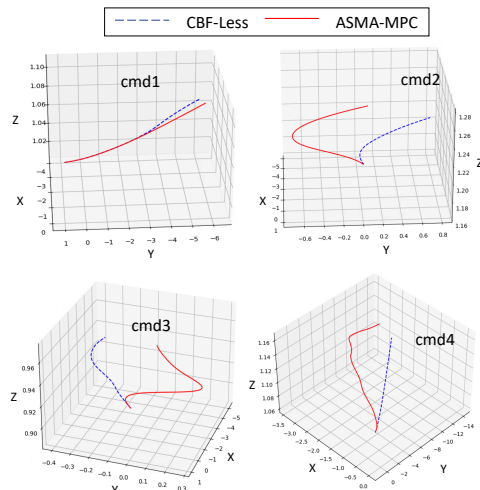 CBF-Less ASMA-MPC
cmd1
1.10
1.08
1.06
1.04
1.02
Z
-4
-3
-2
-1
0
X
1 0 -1 -2 -3 -4 -5 -6
Y
cmd2
1.28
1.26
1.24
1.22
1.20
1.18
1.16
Z
-5
-4
-3
-2
-1
0
1
X
-0.6 -0.4 -0.2 0.0 0.2 0.4 0.6 0.8
Y
cmd3
0.96
0.94
0.92
0.90
Z
-0.4 -0.3 -0.2 -0.1 0.0 0.1 0.2 0.3
Y
-5
-4
-3
-2
-1
0
1
X
cmd4
1.16
1.14
1.12
1.10
1.08
1.06
Z
-3.5
-3.0
-2.5
-2.0
-1.5
-1.0
-0.5
0.0
X
0
-2
-4
-6
-8
-10
-12
-14
Y